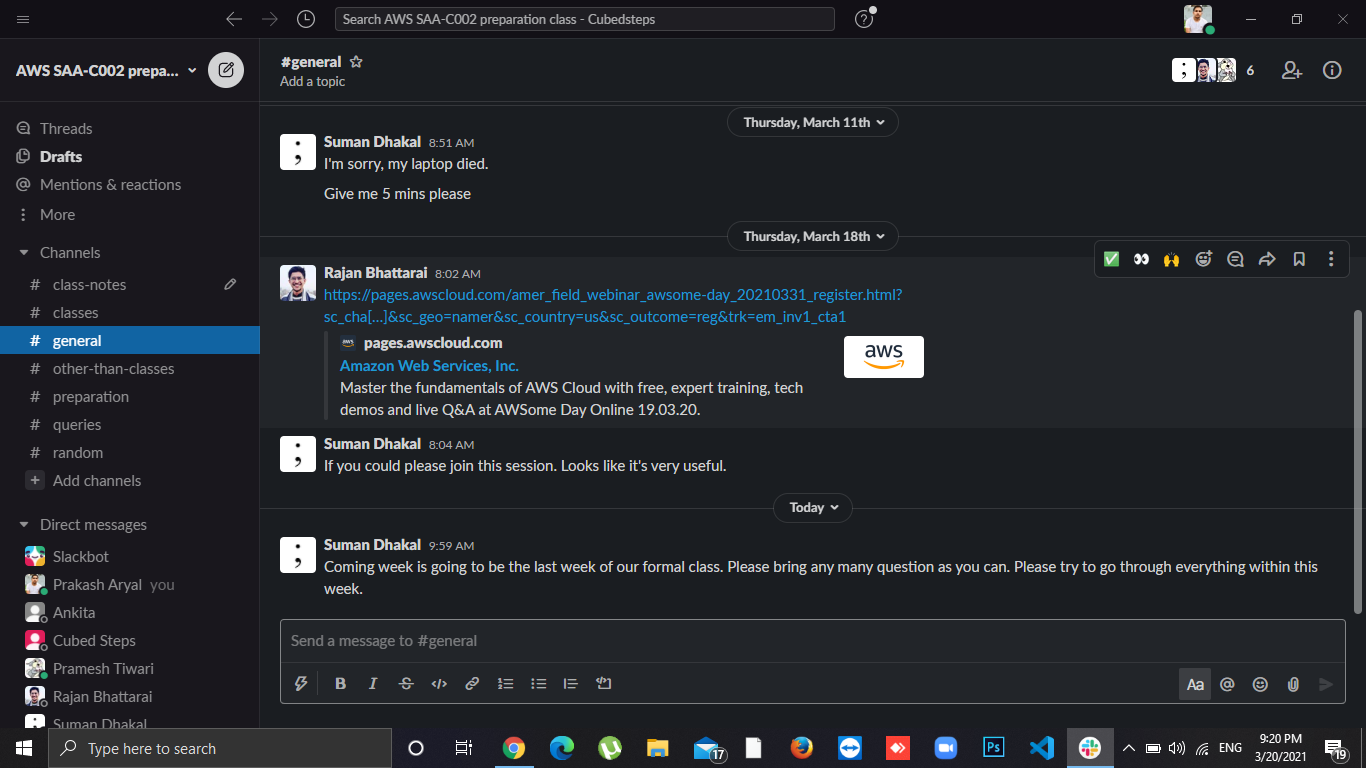 Search AWS SAA-C002 preparation class - Cubedsteps
AWS SAA-C002 prepa...
Threads
Drafts
Mentions & reactions
More
Channels
# class-notes
# classes
# general
# other-than-classes
# preparation
# queries
# random
+ Add channels
Direct messages
Slackbot
Prakash Aryal you
Ankita
Cubed Steps
Pramesh Tiwari
Rajan Bhattarai
Suman Dhakal
#general
Add a topic
6
Thursday, March 11th
Suman Dhakal 8:51 AM
I'm sorry, my laptop died.
Give me 5 mins please
Thursday, March 18th
Rajan Bhattarai 8:02 AM
https://pages.awscloud.com/amer_field_webinar_awsome-day_20210331_register.html?
sc_cha[...]&sc_geo=namer&sc_country=us&sc_outcome=reg&trk=em_inv1_cta1
aws pages.awscloud.com
Amazon Web Services, Inc.
Master the fundamentals of AWS Cloud with free, expert training, tech
demos and live Q&A at AWSome Day Online 19.03.20.
aws
Suman Dhakal 8:04 AM
If you could please join this session. Looks like it's very useful.
Today
Suman Dhakal 9:59 AM
Coming week is going to be the last week of our formal class. Please bring any many question as you can. Please try to go through everything within this
week.
Send a message to #general
B I S </> Aa @
Type here to search
17
Ps
ENG
9:20 PM
3/20/2021
19